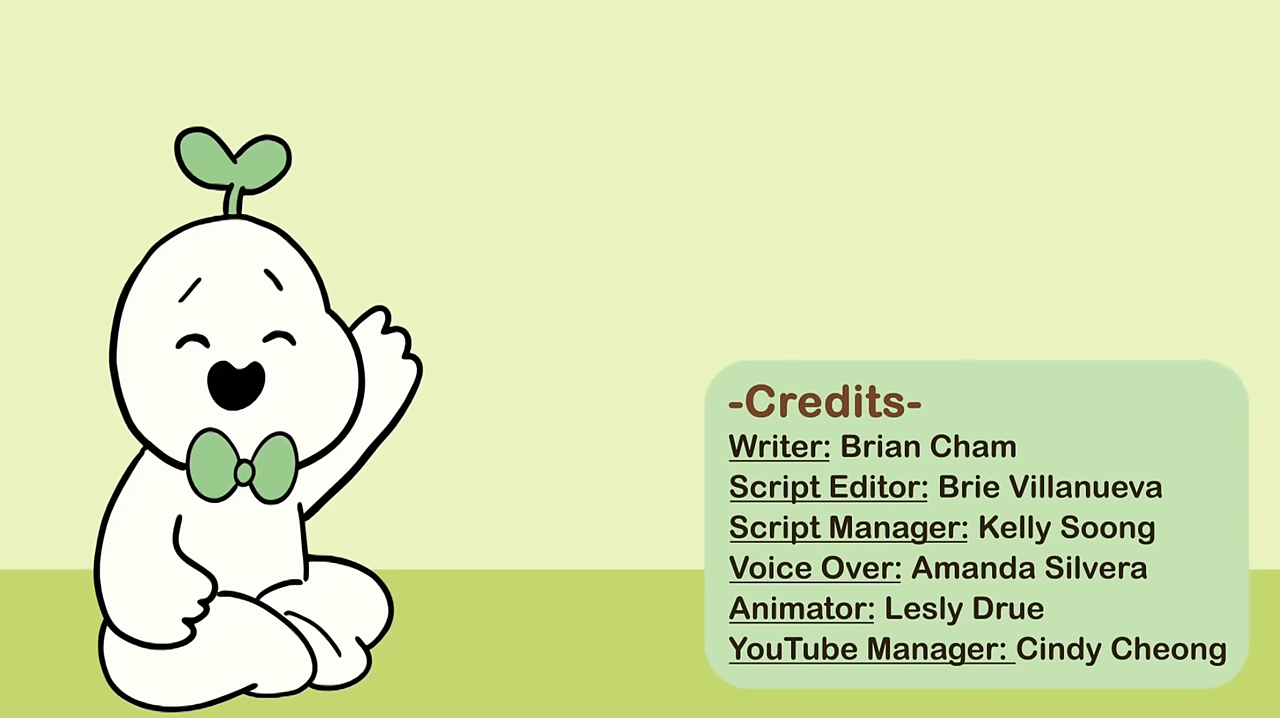 -Credits-
Writer: Brian Cham
Script Editor: Brie Villanueva
Script Manager: Kelly Soong
Voice Over: Amanda Silvera
Animator: Lesly Drue
YouTube Manager: Cindy Cheong